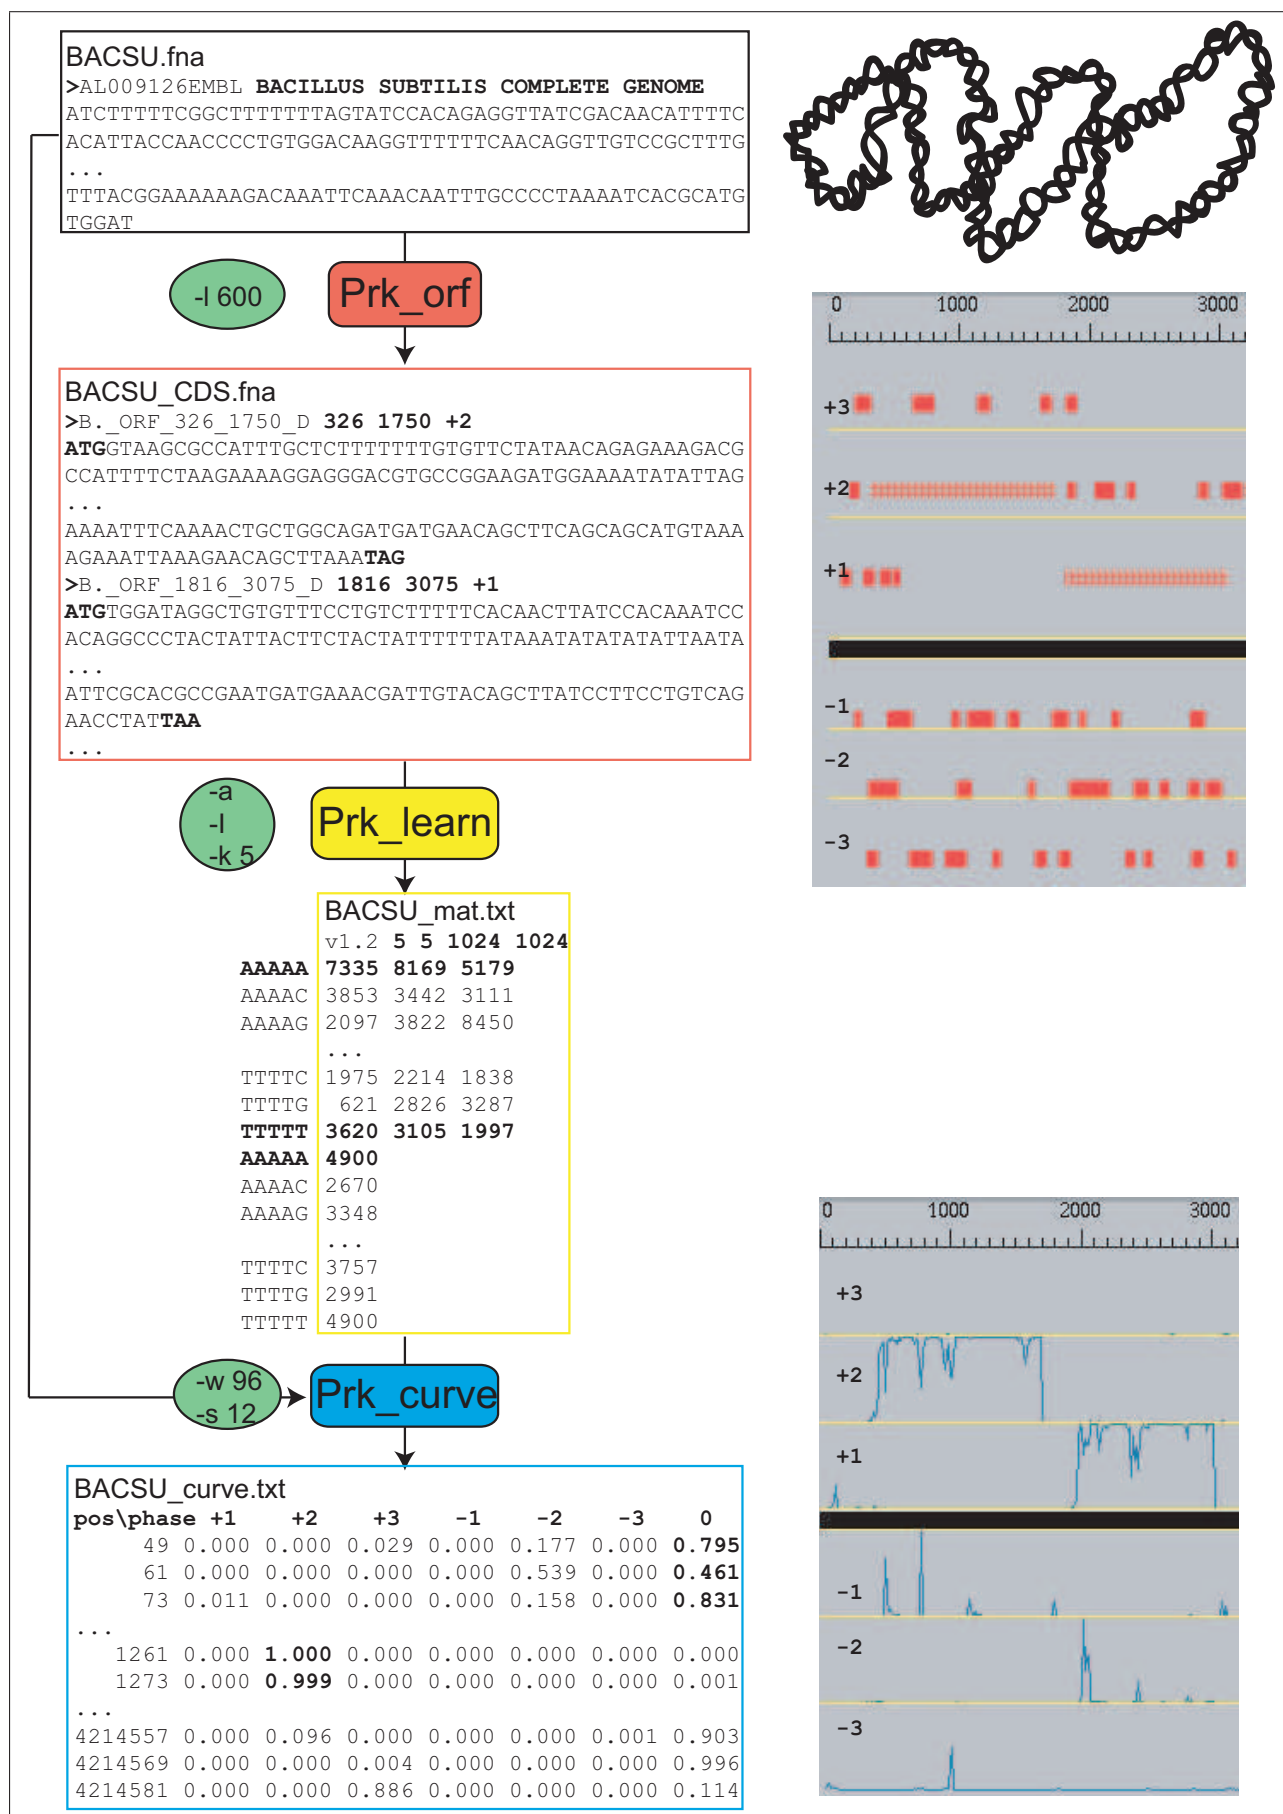 BACSU.fna
>AL009126EMBL BACILLUS SUBTILIS COMPLETE GENOME
ATCTTTTTCGGCTTTTTTTAGTATCCACAGAGGTTATCGACAACATTTTC
ACATTACCAACCCCTGTGGACAAGGTTTTTTCAACAGGTTGTCCGCTTTG
...
TTTACGGAAAAAAGACAAATTCAAACAATTTGCCCCTAAAATCACGCATG
TGGAT
-l 600
Prk_orf
BACSU_CDS.fna
>B._ORF_326_1750_D 326 1750 +2
ATGGTAAGCGCCATTTGCTCTTTTTTTGTGTTCTATAACAGAGAAAGACG
CCATTTTCTAAGAAAAGGAGGGACGTGCCGGAAGATGGAAAATATATTAG
...
AAAATTTCAAAACTGCTGGCAGATGATGAACAGCTTCAGCAGCATGTAAA
AGAAATTAAAGAACAGCTTAAATAG
>B._ORF_1816_3075_D 1816 3075 +1
ATGTGGATAGGCTGTGTTTCCTGTCTTTTTCACAACTTATCCACAAATCC
ACAGGCCCTACTATTACTTCTACTATTTTTTATAAATATATATATTAATA
...
ATTCGCACGCCGAATGATGAAACGATTGTACAGCTTATCCTTCCTGTCAG
AACCTATTAA
...
-a
-l
-k 5
Prk_learn
BACSU_mat.txt
v1.2 5 5 1024 1024
AAAAA 7335 8169 5179
AAAAC 3853 3442 3111
AAAAG 2097 3822 8450
...
TTTTC 1975 2214 1838
TTTTG 621 2826 3287
TTTTT 3620 3105 1997
AAAAA 4900
AAAAC 2670
AAAAG 3348
...
TTTTC 3757
TTTTG 2991
TTTTT 4900
-w 96
-s 12
Prk_curve
BACSU_curve.txt
pos\phase +1 +2 +3 -1 -2 -3 0
49 0.000 0.000 0.029 0.000 0.177 0.000 0.795
61 0.000 0.000 0.000 0.000 0.539 0.000 0.461
73 0.011 0.000 0.000 0.000 0.158 0.000 0.831
...
1261 0.000 1.000 0.000 0.000 0.000 0.000 0.000
1273 0.000 0.999 0.000 0.000 0.000 0.000 0.001
...
4214557 0.000 0.096 0.000 0.000 0.000 0.001 0.903
4214569 0.000 0.000 0.004 0.000 0.000 0.000 0.996
4214581 0.000 0.000 0.886 0.000 0.000 0.000 0.114
0 1000 2000 3000
+3
+2
+1
-1
-2
-3
0 1000 2000 3000
+3
+2
+1
-1
-2
-3